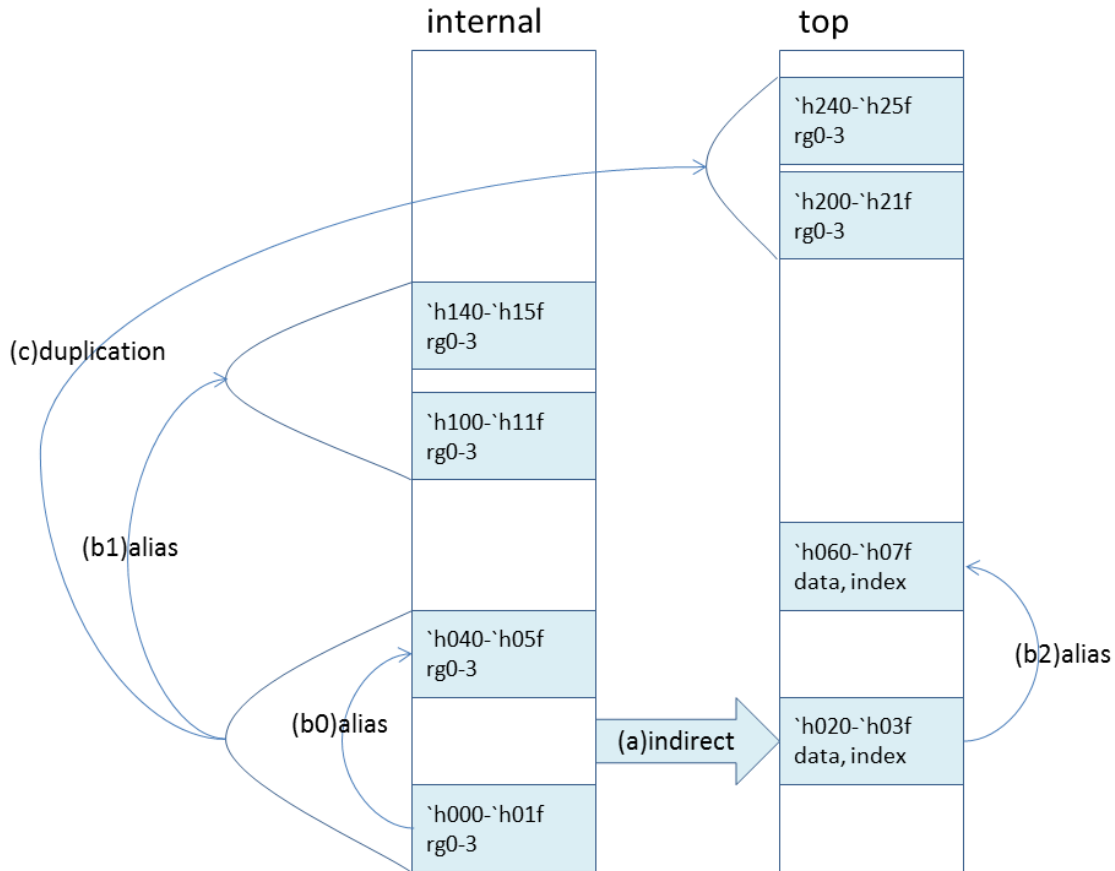 internal
top
`h240-`h25f
rg0-3
`h200-`h21f
rg0-3
`h140-`h15f
rg0-3
(c)duplication
`h100-`h11f
rg0-3
(b1)alias
`h060-`h07f
data, index
`h040-`h05f
rg0-3
(b2)alias
(b0)alias
(a)indirect
`h020-`h03f
data, index
`h000-`h01f
rg0-3